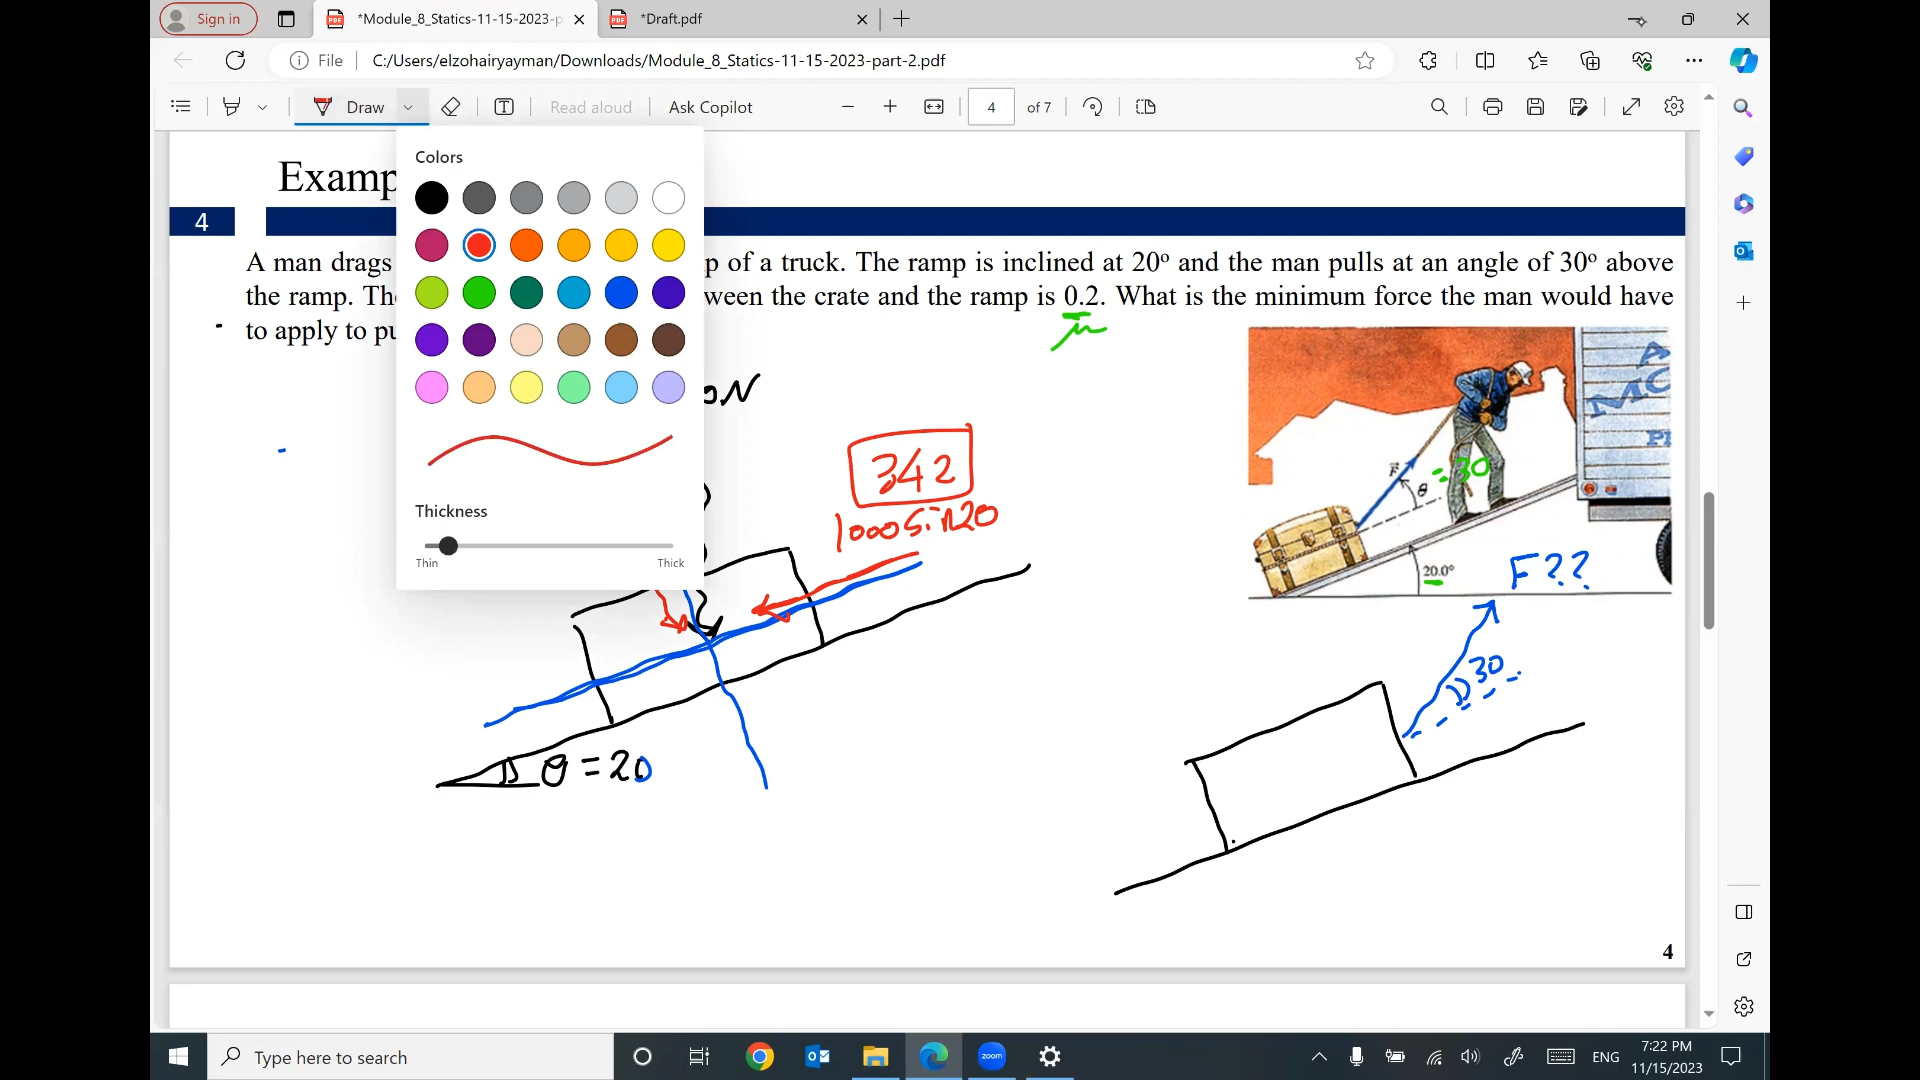 Sign in
*Module_8_Statics-11-15-2023-p
*Draft.pdf
File
C:/Users/elzohairyayman/Downloads/Module_8_Statics-11-15-2023-part-2.pdf
Draw
Read aloud
Ask Copilot
4
of 7
Colors
Thickness
Thin
Thick
Examp
4
A man drags
p of a truck. The ramp is inclined at 20º and the man pulls at an angle of 30º above
the ramp. Th
ween the crate and the ramp is 0.2. What is the minimum force the man would have
to apply to pu
μ
N
342
1000Sin20
θ = 20
F
θ
= 30
20.0°
F??
30
4
Type here to search
zoom
ENG
7:22 PM
11/15/2023